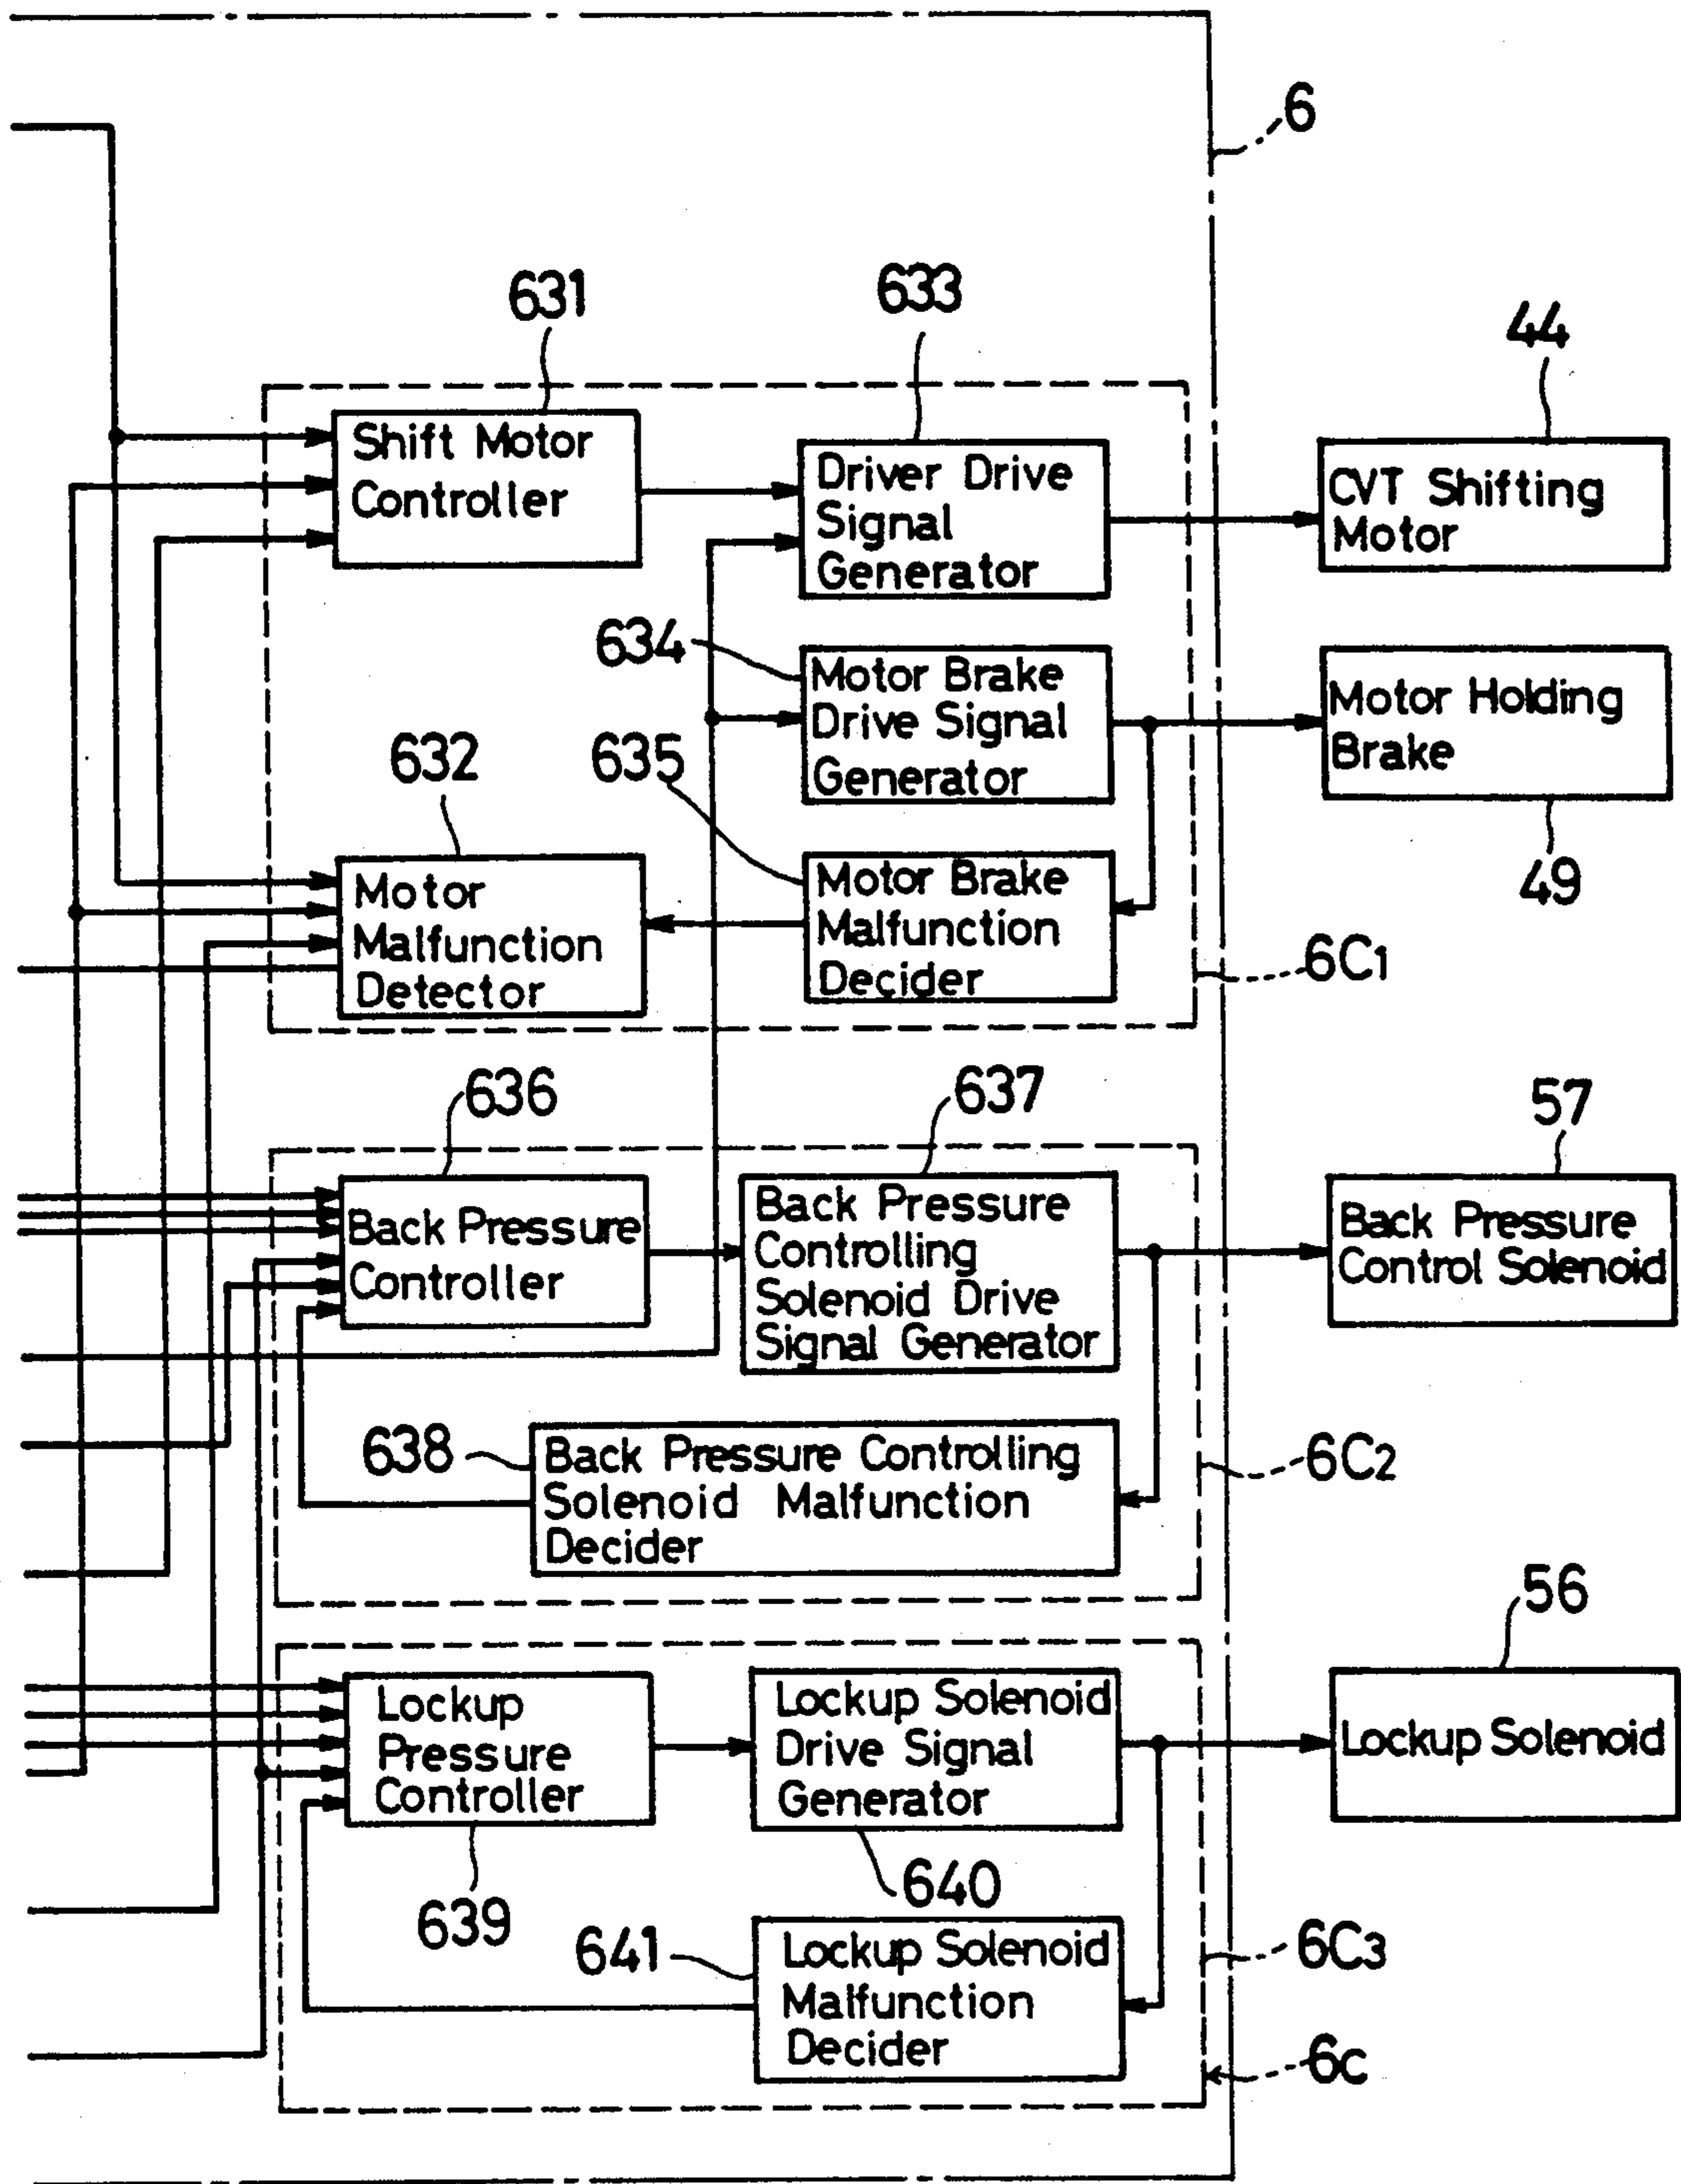 6
631
633
44
Shift Motor
Controller
Driver Drive
Signal
Generator
CVT Shifting
Motor
634
Motor Brake
Drive Signal
Generator
Motor Holding
Brake
49
632
635
Motor
Malfunction
Detector
Motor Brake
Malfunction
Decider
6C1
636
637
57
Back Pressure
Controller
Back Pressure
Controlling
Solenoid Drive
Signal Generator
Back Pressure
Control Solenoid
638
Back Pressure Controlling
Solenoid Malfunction
Decider
6C2
56
Lockup
Pressure
Controller
639
Lockup Solenoid
Drive Signal
Generator
640
Lockup Solenoid
641
Lockup Solenoid
Malfunction
Decider
6C3
6c